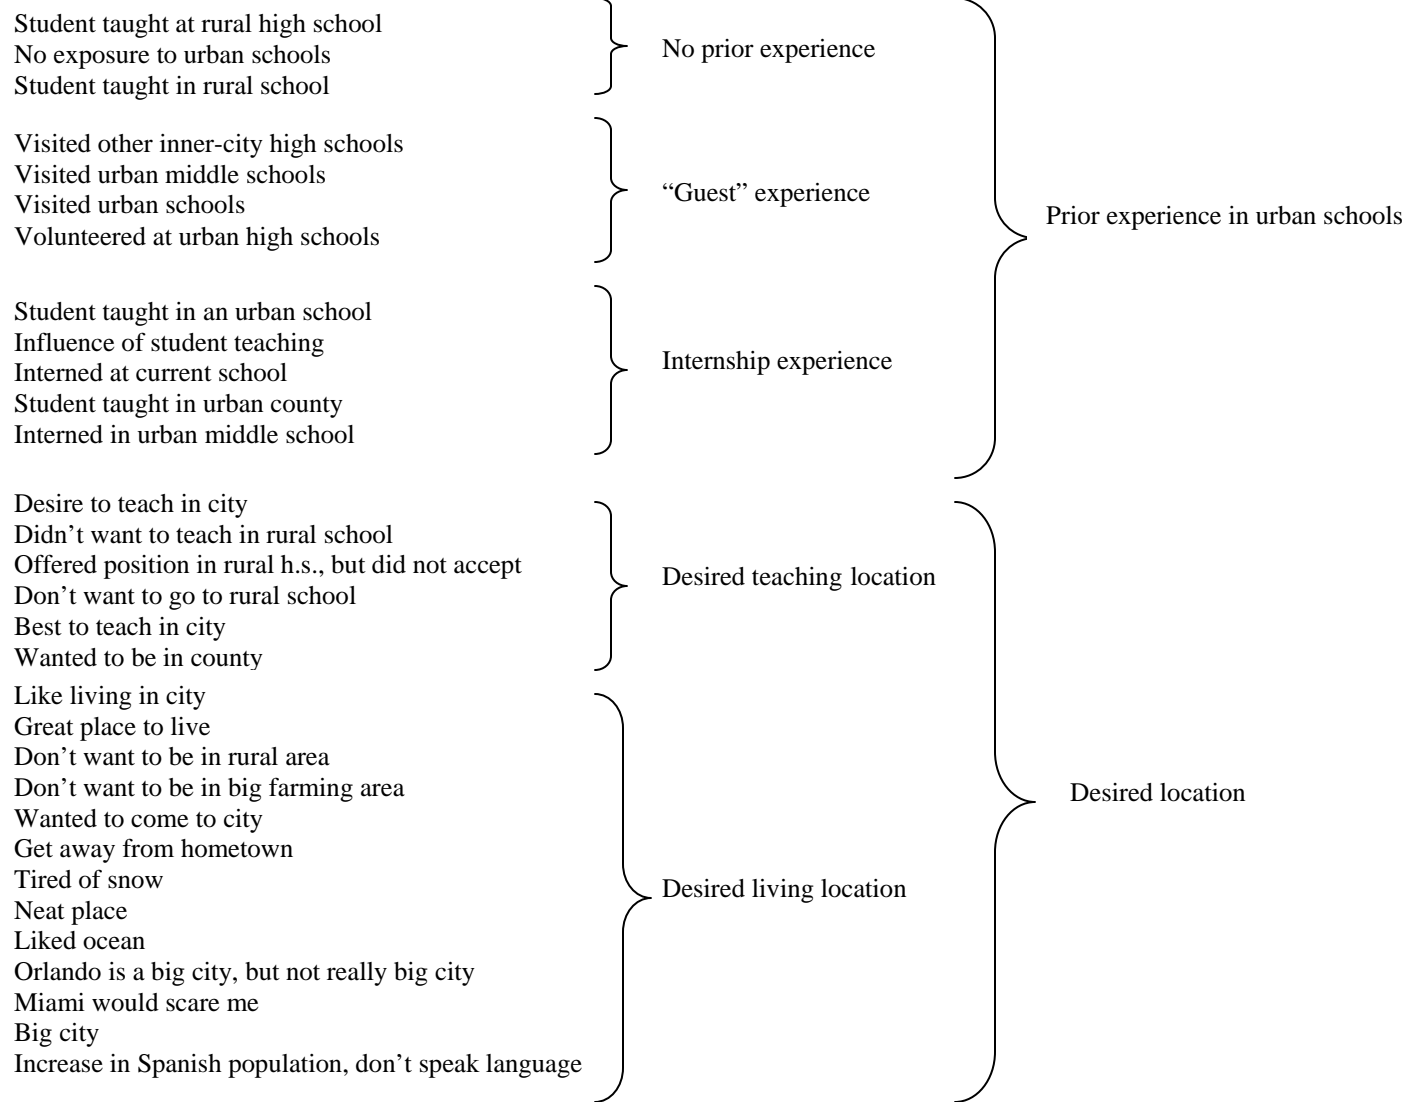 Student taught at rural high school
No exposure to urban schools
Student taught in rural school
No prior experience
Visited other inner-city high schools
Visited urban middle schools
Visited urban schools
Volunteered at urban high schools
“Guest” experience
Student taught in an urban school
Influence of student teaching
Interned at current school
Student taught in urban county
Interned in urban middle school
Internship experience
Prior experience in urban schools
Desire to teach in city
Didn’t want to teach in rural school
Offered position in rural h.s., but did not accept
Don’t want to go to rural school
Best to teach in city
Wanted to be in county
Desired teaching location
Like living in city
Great place to live
Don’t want to be in rural area
Don’t want to be in big farming area
Wanted to come to city
Get away from hometown
Tired of snow
Neat place
Liked ocean
Orlando is a big city, but not really big city
Miami would scare me
Big city
Increase in Spanish population, don’t speak language
Desired living location
Desired location